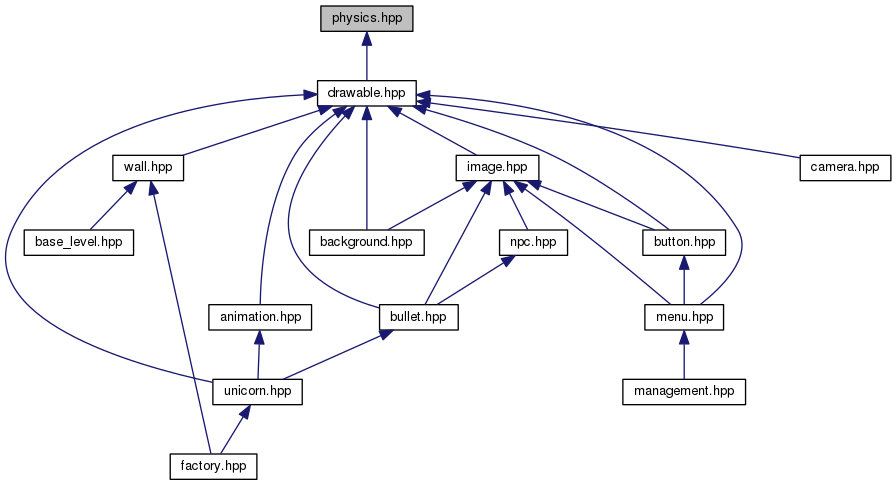 physics.hpp
drawable.hpp
wall.hpp
image.hpp
camera.hpp
base_level.hpp
background.hpp
npc.hpp
button.hpp
animation.hpp
bullet.hpp
menu.hpp
unicorn.hpp
management.hpp
factory.hpp